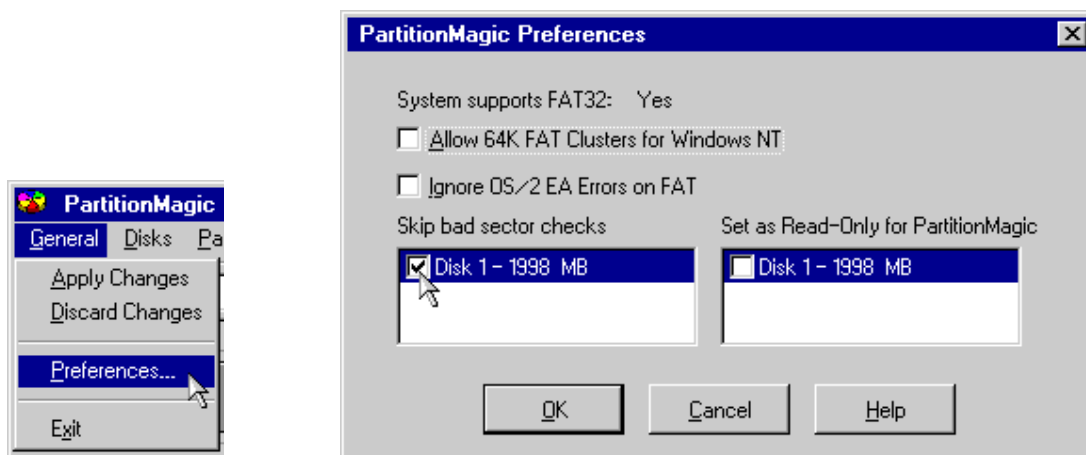 PartitionMagic
General Disks Pa
Apply Changes
Discard Changes
Preferences...
Exit
PartitionMagic Preferences
System supports FAT32: Yes
Allow 64K FAT Clusters for Windows NT
Ignore OS/2 EA Errors on FAT
Skip bad sector checks
Disk 1 – 1998 MB
Set as Read-Only for PartitionMagic
Disk 1 – 1998 MB
OK Cancel Help